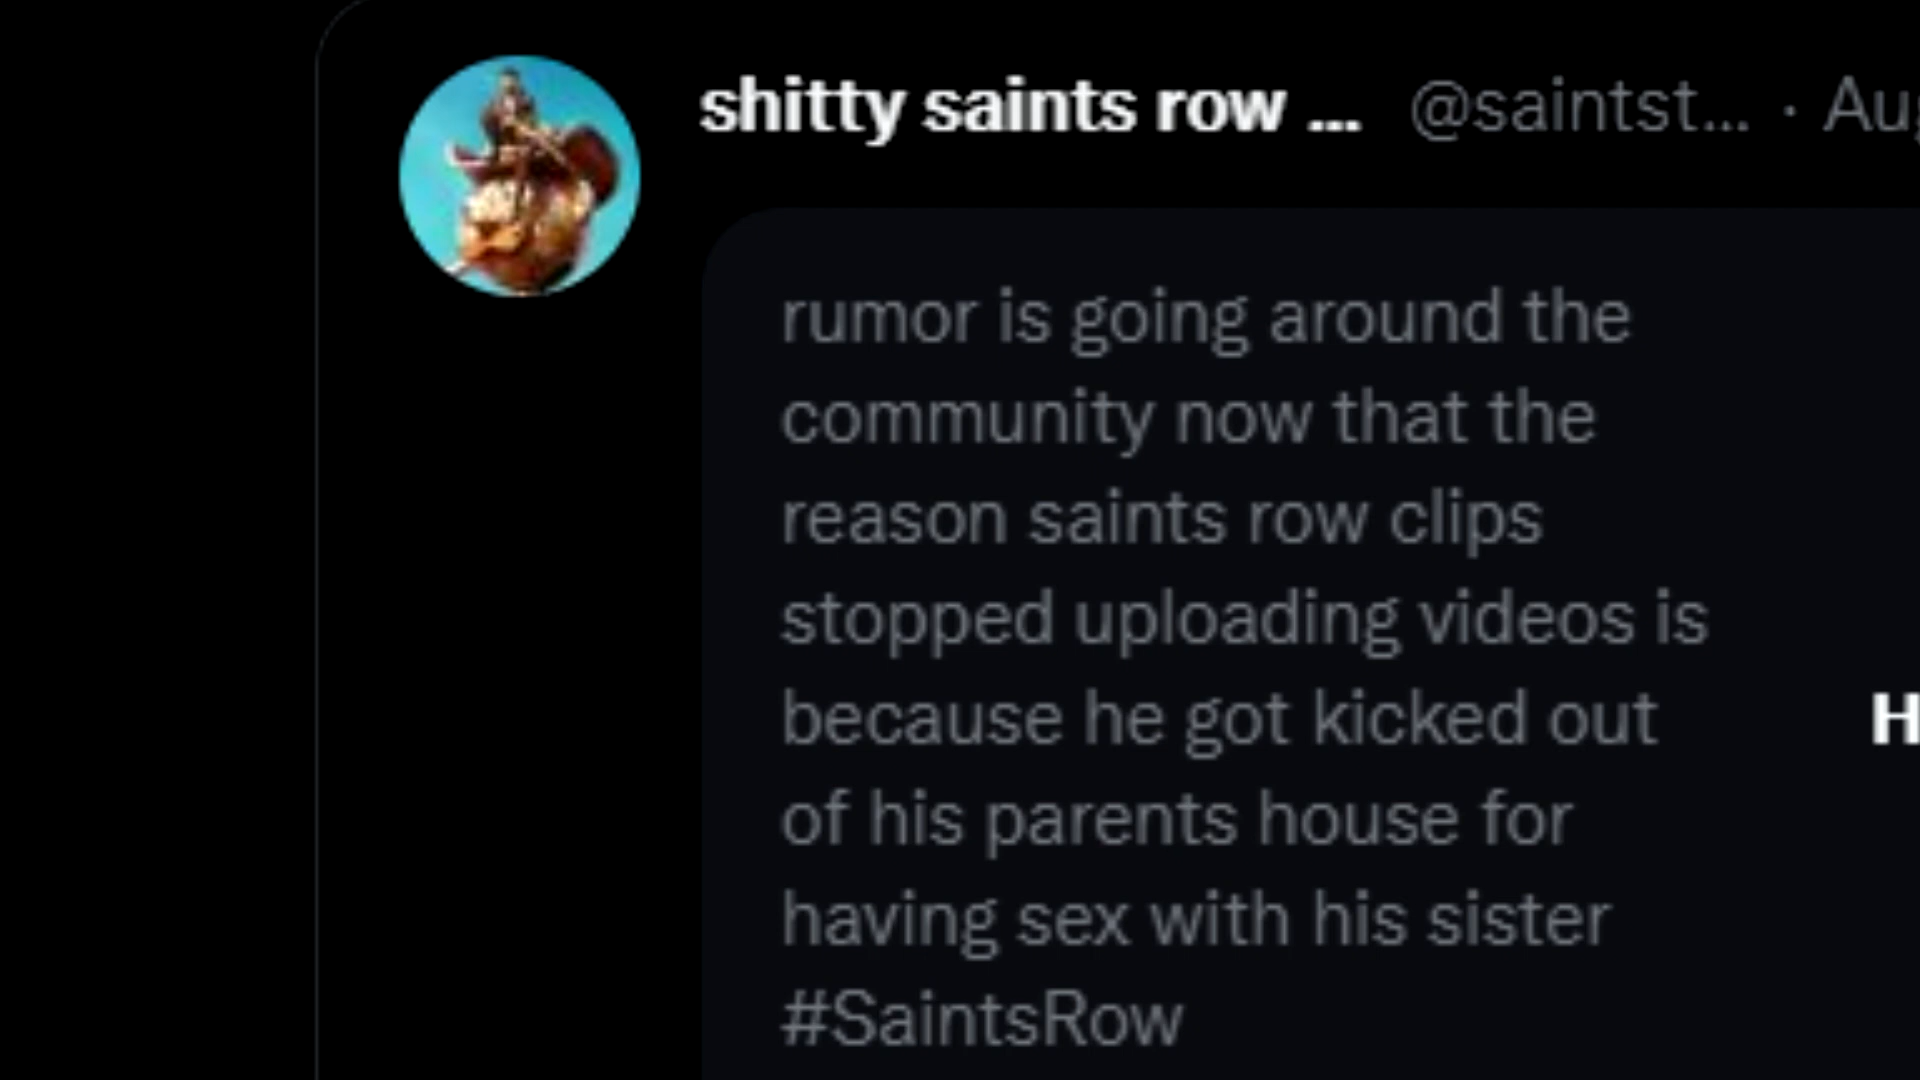 shitty saints row ... @saintst... · Aug
rumor is going around the
community now that the
reason saints row clips
stopped uploading videos is
because he got kicked out
H
of his parents house for
having sex with his sister
#SaintsRow